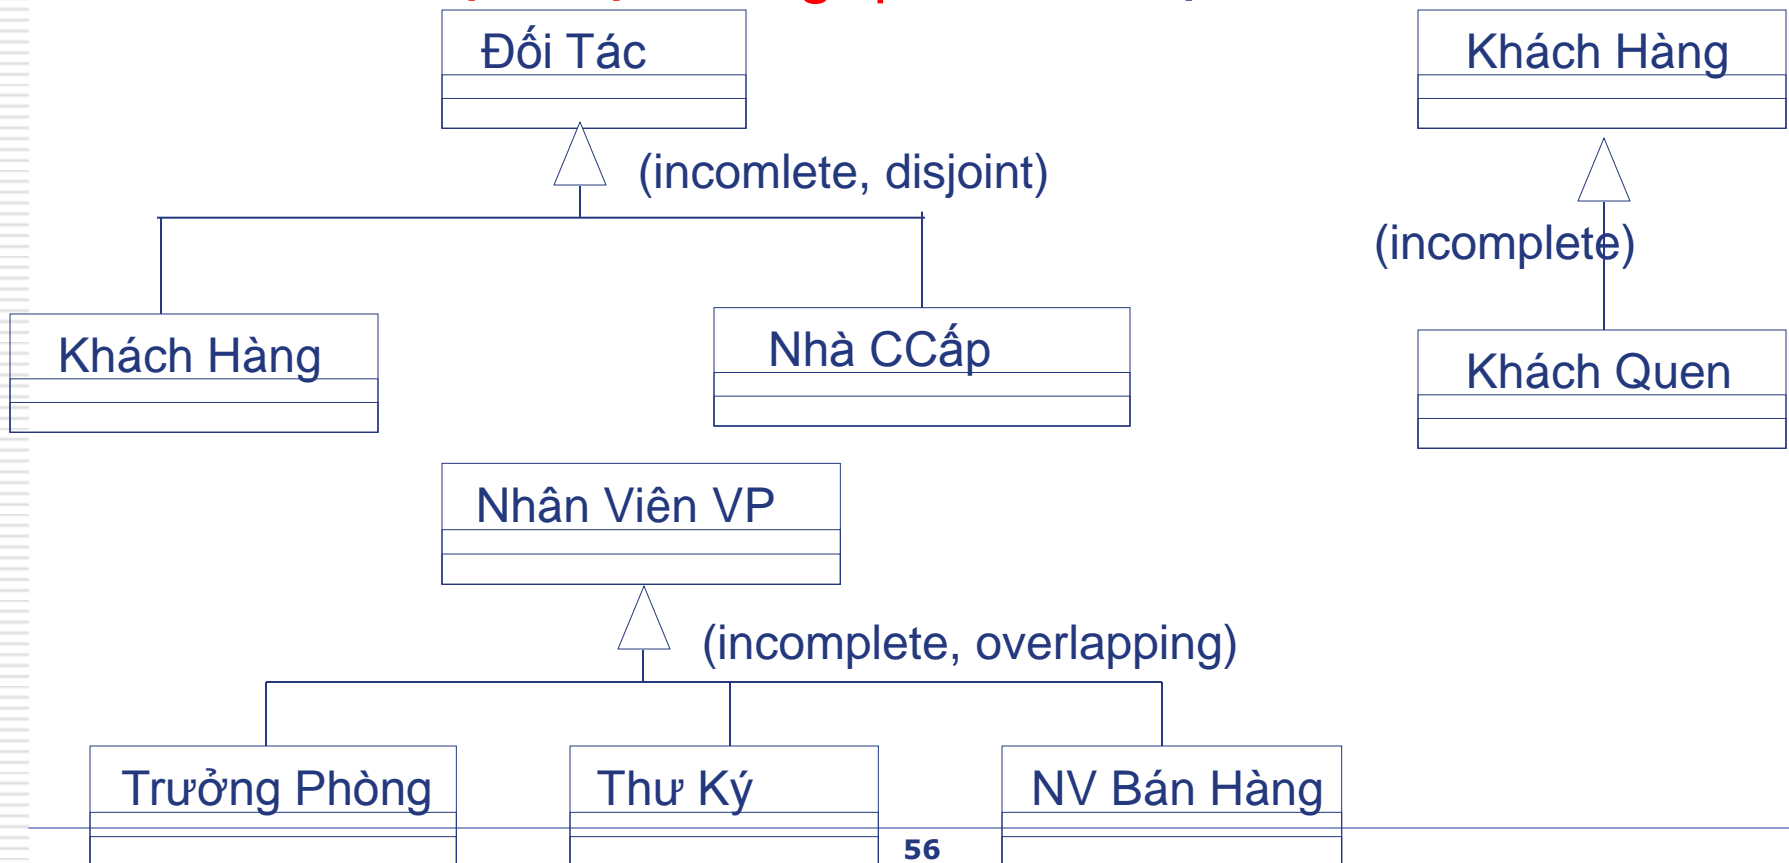 Đối Tác
Khách Hàng
(incomlete, disjoint)
(incomplete)
Khách Hàng
Nhà CCấp
Khách Quen
Nhân Viên VP
(incomplete, overlapping)
Trưởng Phòng
Thư Ký
NV Bán Hàng
56